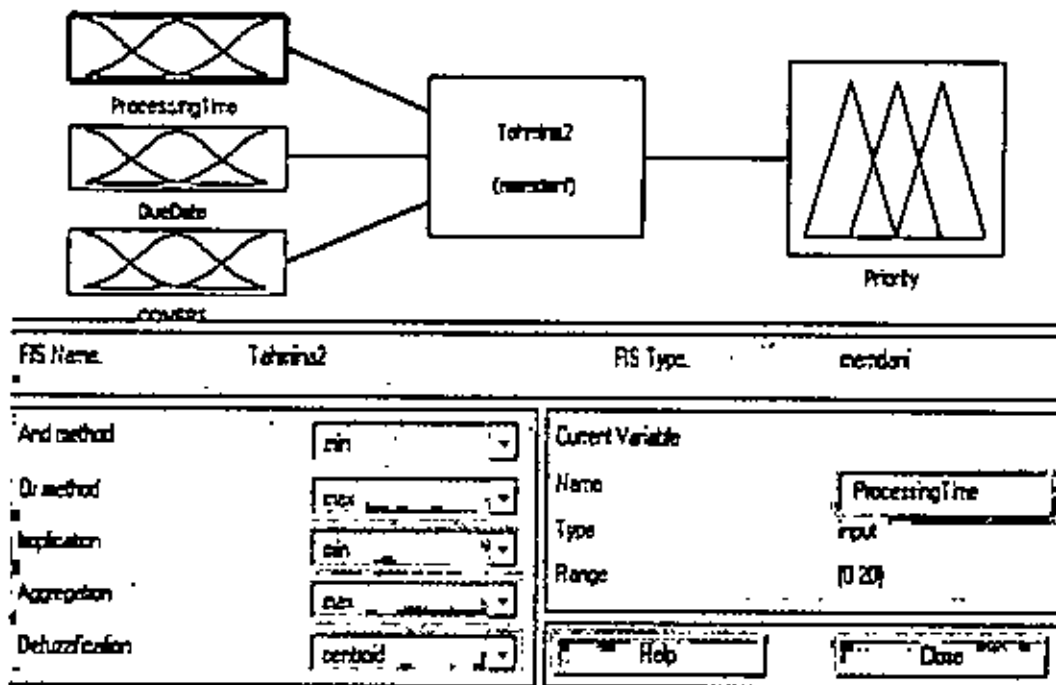 ProcessingTime
Tahmina2
(mamdani)
DueDate
Priority
FIS Name. Tahmina2 FIS Type. mamdani
And method min
Or method max
Implication min
Aggregation max
Defuzzification centroid
Current Variable
Name ProcessingTime
Type input
Range [0 20]
Help Close